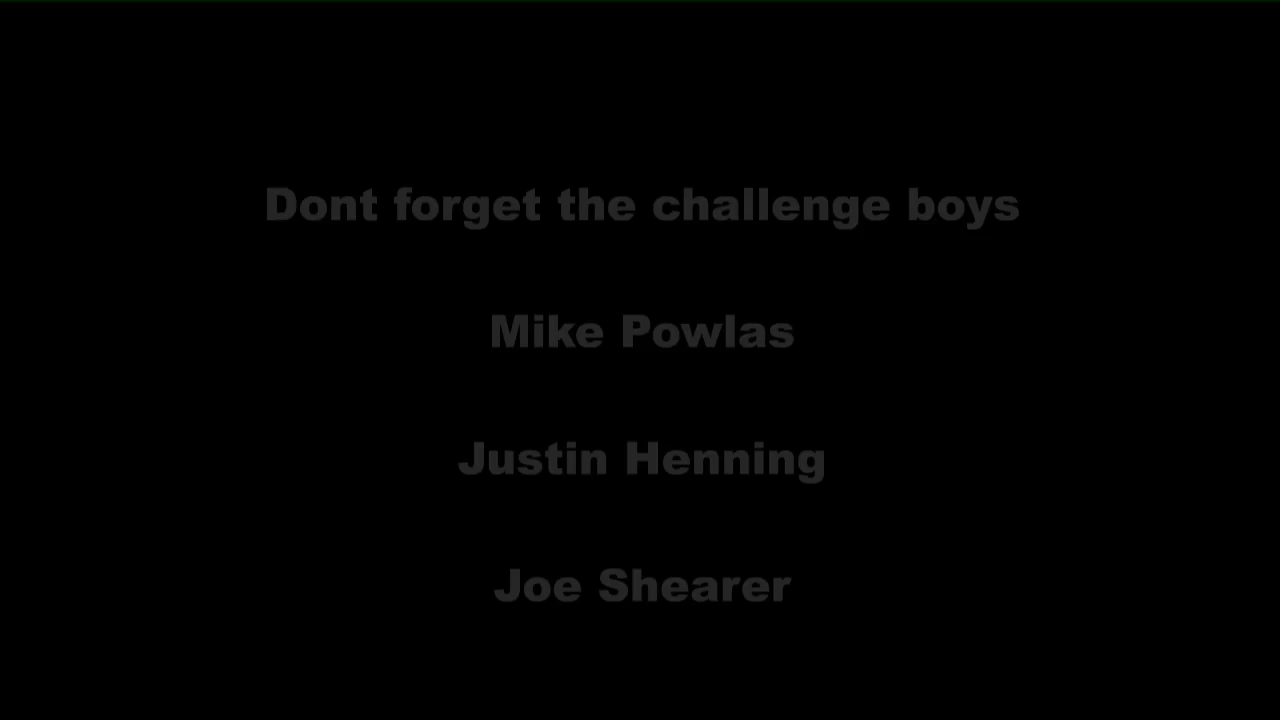 Dont forget the challenge boys
Mike Powlas
Justin Henning
Joe Shearer